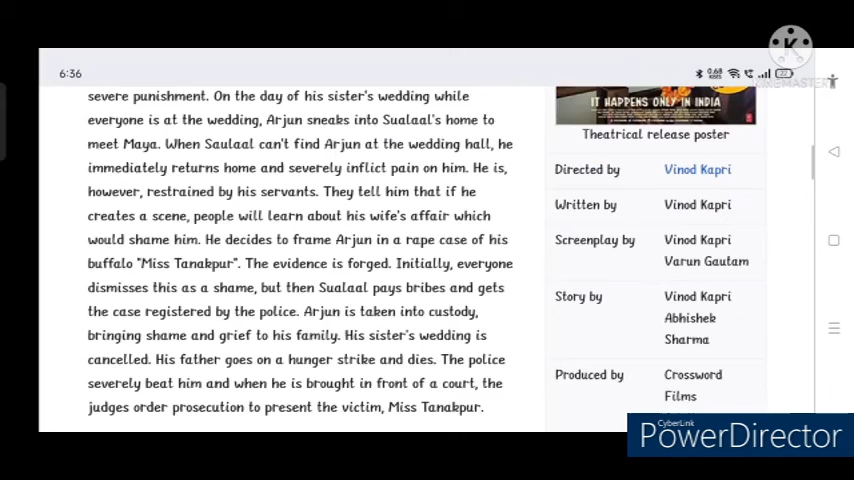 6:36
0.68
KB/S
22
KINEMASTER
severe punishment. On the day of his sister's wedding while
everyone is at the wedding, Arjun sneaks into Sualaal's home to
meet Maya. When Saulaal can't find Arjun at the wedding hall, he
immediately returns home and severely inflict pain on him. He is,
however, restrained by his servants. They tell him that if he
creates a scene, people will learn about his wife's affair which
would shame him. He decides to frame Arjun in a rape case of his
buffalo "Miss Tanakpur". The evidence is forged. Initially, everyone
dismisses this as a shame, but then Sualaal pays bribes and gets
the case registered by the police. Arjun is taken into custody,
bringing shame and grief to his family. His sister's wedding is
cancelled. His father goes on a hunger strike and dies. The police
severely beat him and when he is brought in front of a court, the
judges order prosecution to present the victim, Miss Tanakpur.
IT HAPPENS ONLY IN INDIA
Theatrical release poster
Directed by Vinod Kapri
Written by Vinod Kapri
Screenplay by Vinod Kapri
Varun Gautam
Story by Vinod Kapri
Abhishek
Sharma
Produced by Crossword
Films
CyberLink
PowerDirector